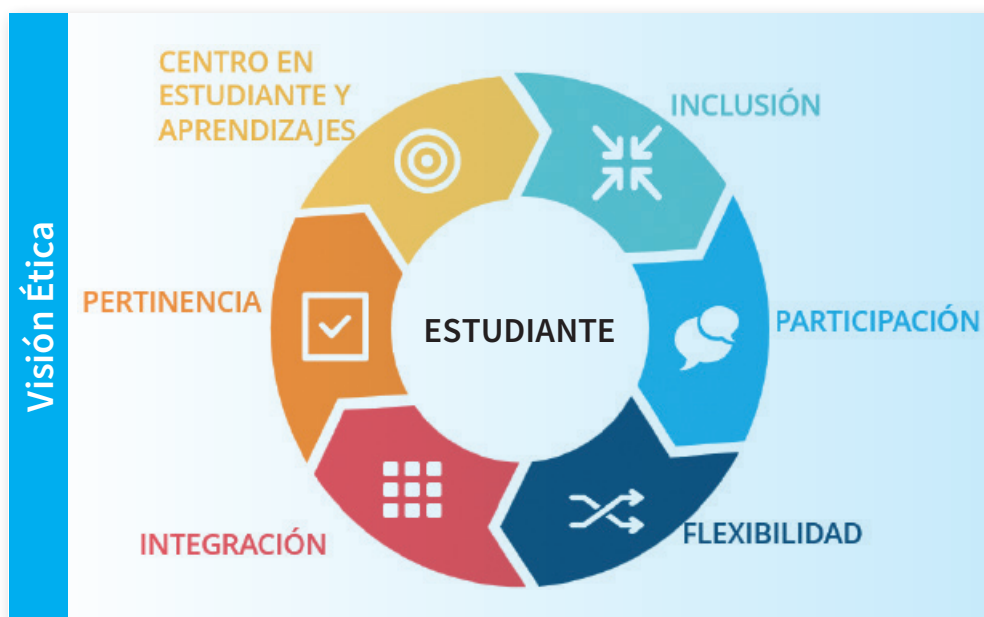 Visión Ética
CENTRO EN
ESTUDIANTE Y
APRENDIZAJES
INCLUSIÓN
PERTINENCIA
ESTUDIANTE
PARTICIPACIÓN
INTEGRACIÓN
FLEXIBILIDAD